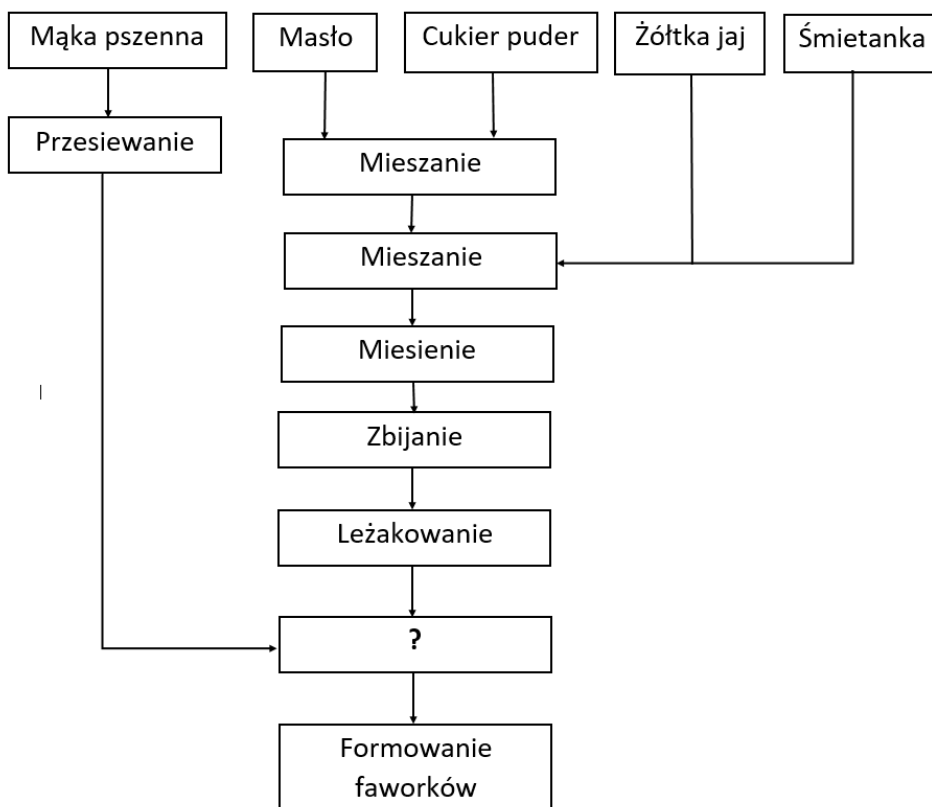 Mąka pszenna
Masło
Cukier puder
Żółtka jaj
Śmietanka
Przesiewanie
Mieszanie
Mieszanie
Miesienie
Zbijanie
Leżakowanie
?
Formowanie
faworków